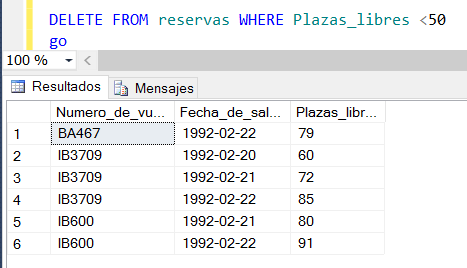 DELETE FROM reservas WHERE Plazas_libres <50
go
100 %
Resultados Mensajes
Numero_de_vu... Fecha_de_sal... Plazas_libr...
1 BA467 1992-02-22 79
2 IB3709 1992-02-20 60
3 IB3709 1992-02-21 72
4 IB3709 1992-02-22 85
5 IB600 1992-02-21 80
6 IB600 1992-02-22 91